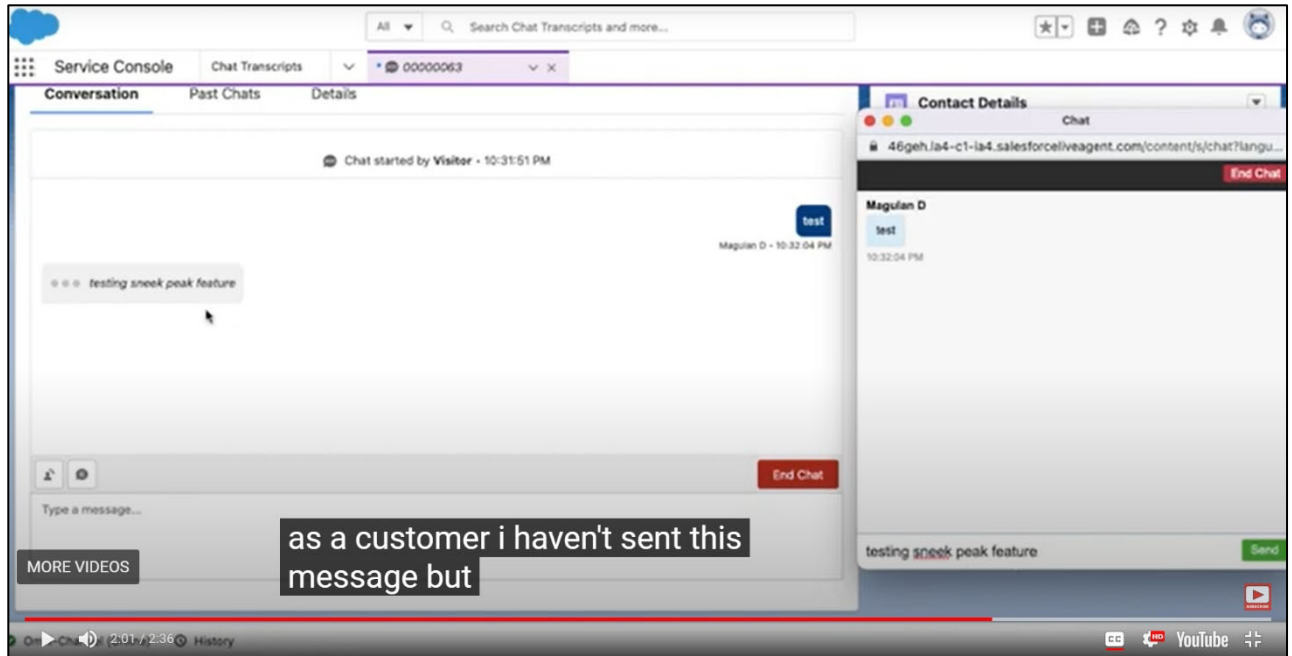 All
Search Chat Transcripts and more...
Service Console
Chat Transcripts
00000063
Conversation
Past Chats
Details
Contact Details
Chat started by Visitor • 10:31:51 PM
test
Magulan D • 10:32:04 PM
testing sneek peak feature
End Chat
Type a message...
Chat
46geh.la4-c1-ia4.salesforceliveagent.com/content/s/chat?langu...
End Chat
Magulan D
test
10:32:04 PM
testing sneek peak feature
Send
as a customer i haven't sent this
message but
MORE VIDEOS
SUBSCRIBE
2:01 / 2:36
History
CC
HD
YouTube